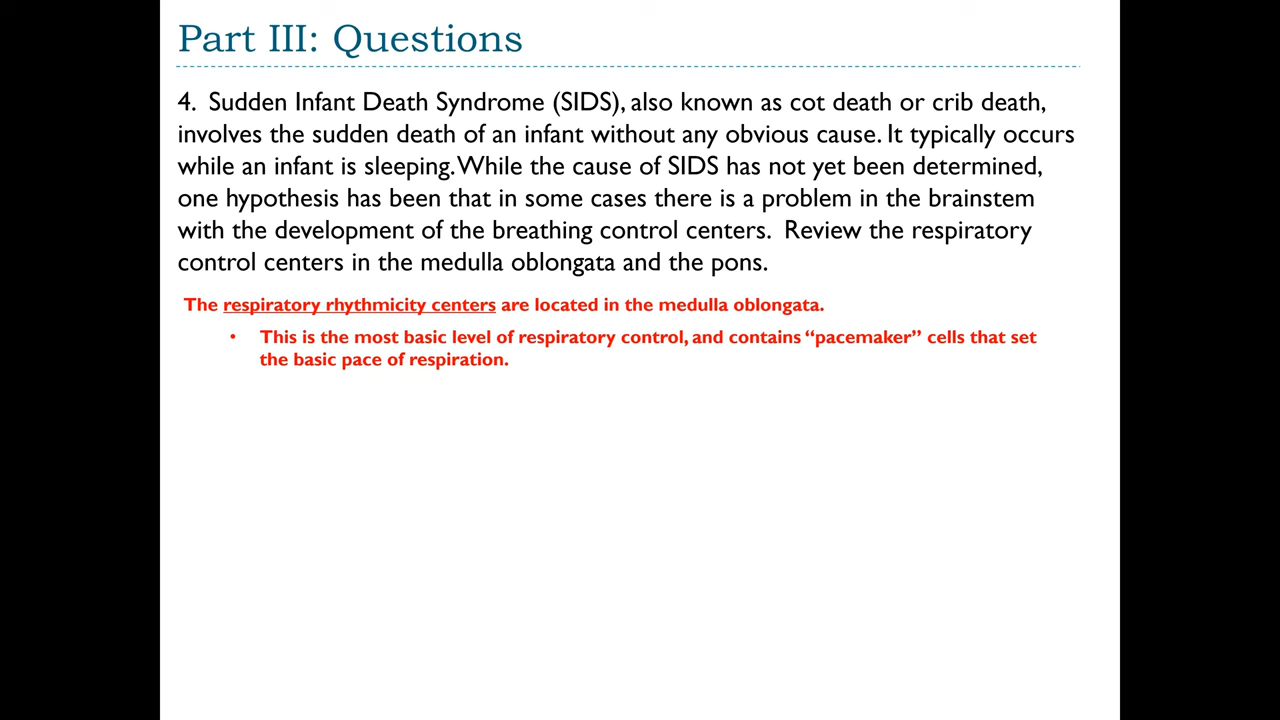 Part III: Questions
4. Sudden Infant Death Syndrome (SIDS), also known as cot death or crib death,
involves the sudden death of an infant without any obvious cause. It typically occurs
while an infant is sleeping. While the cause of SIDS has not yet been determined,
one hypothesis has been that in some cases there is a problem in the brainstem
with the development of the breathing control centers. Review the respiratory
control centers in the medulla oblongata and the pons.
The respiratory rhythmicity centers are located in the medulla oblongata.
• This is the most basic level of respiratory control, and contains “pacemaker” cells that set
the basic pace of respiration.